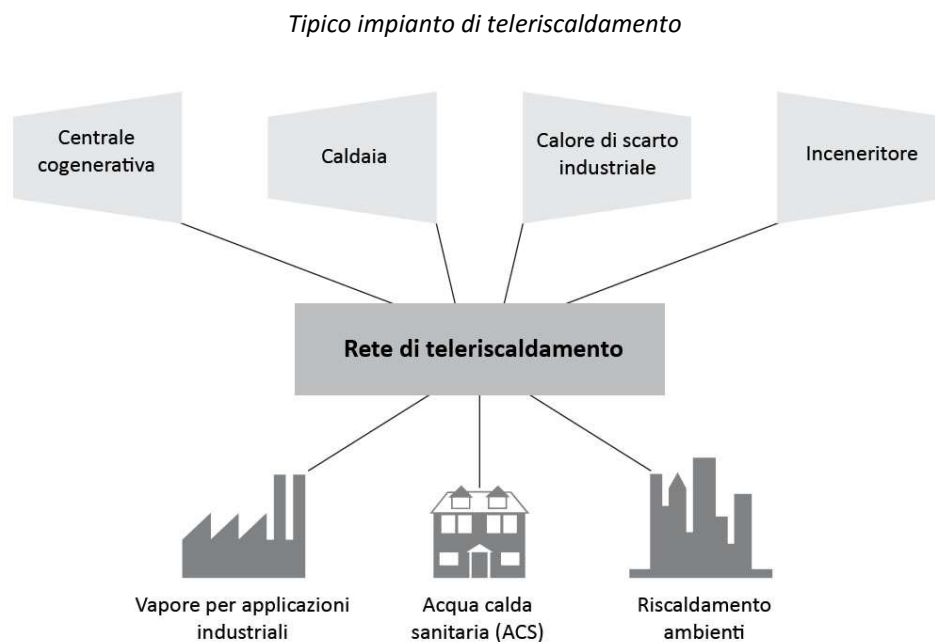 Tipico impianto di teleriscaldamento
Centrale
cogenerativa
Caldaia
Calore di scarto
industriale
Inceneritore
Rete di teleriscaldamento
Vapore per applicazioni
industriali
Acqua calda
sanitaria (ACS)
Riscaldamento
ambienti